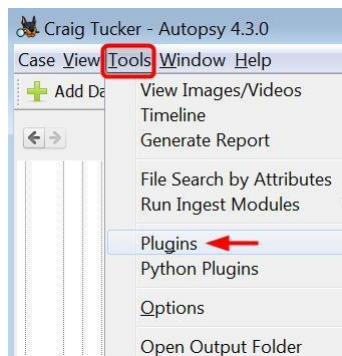 Craig Tucker - Autopsy 4.3.0
Case View Tools Window Help
Add Da
View Images/Videos
Timeline
Generate Report
File Search by Attributes
Run Ingest Modules
Plugins
Python Plugins
Options
Open Output Folder